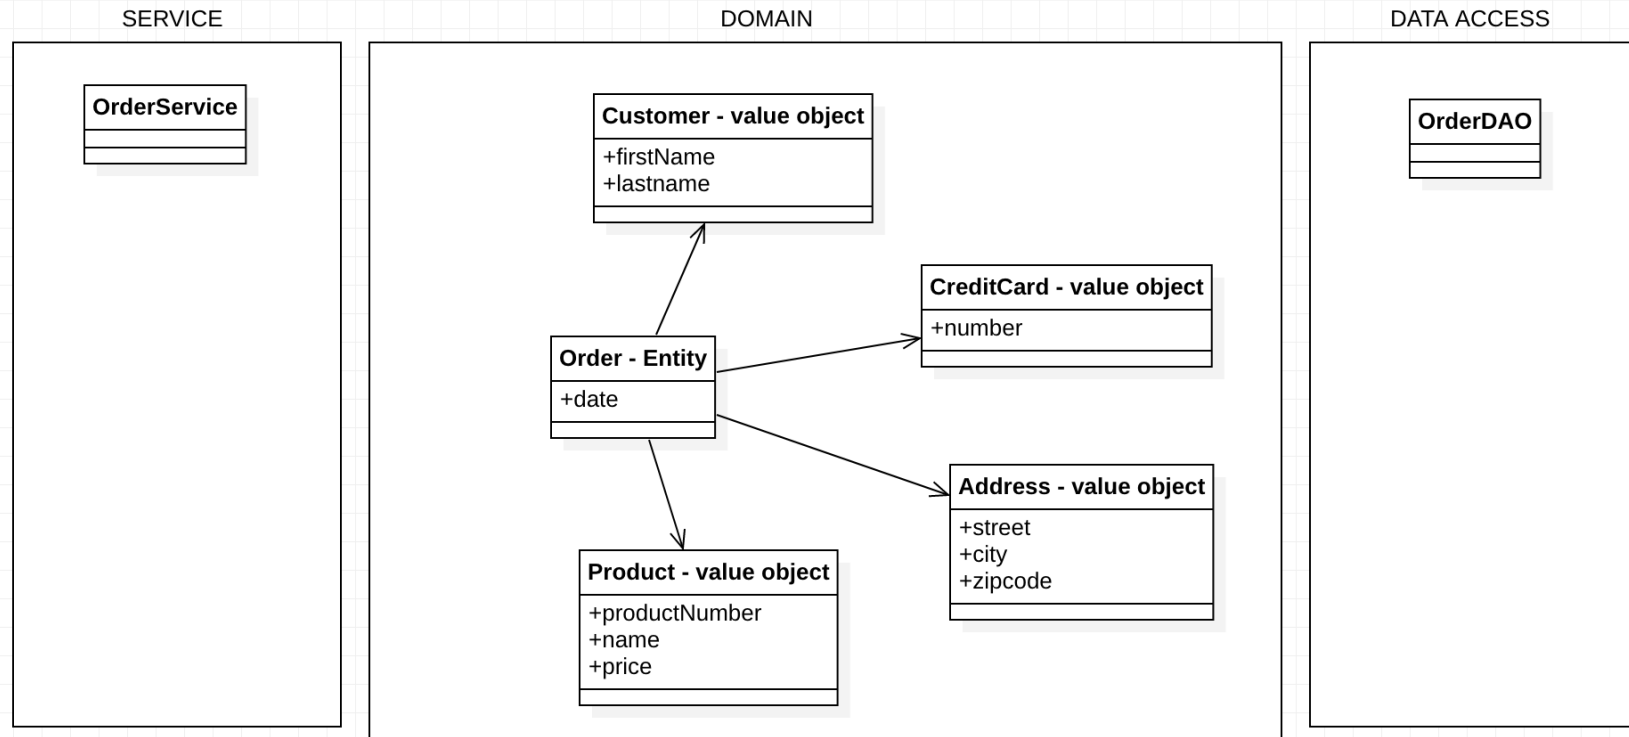 SERVICE
DOMAIN
DATA ACCESS
OrderService
Customer - value object
+firstName
+lastname
OrderDAO
CreditCard - value object
+number
Order - Entity
+date
Address - value object
+street
+city
+zipcode
Product - value object
+productNumber
+name
+price